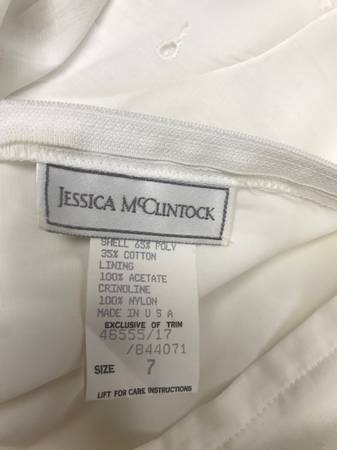 JESSICA MCCLINTOCK
SHELL 65% POLY
35% COTTON
LINING
100% ACETATE
CRINOLINE
100% NYLON
MADE IN U S A
EXCLUSIVE OF TRIM
46555/17
/844071
SIZE 7
LIFT FOR CARE INSTRUCTIONS